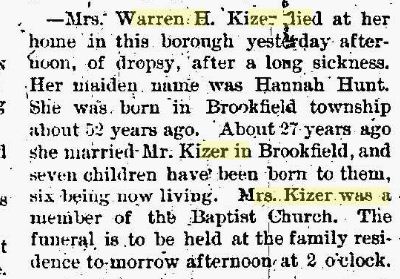 —Mrs. Warren H. Kizer died at her
home in this borough yesterday after-
noon, of dropsy, after a long sickness.
Her maiden name was Hannah Hunt.
She was born in Brookfield township
about 52 years ago. About 27 years ago
she married Mr. Kizer in Brookfield, and
seven children have been born to them,
six being now living. Mrs. Kizer was a
member of the Baptist Church. The
funeral is to be held at the family resi-
dence to-morrow afternoon at 2 o'clock.